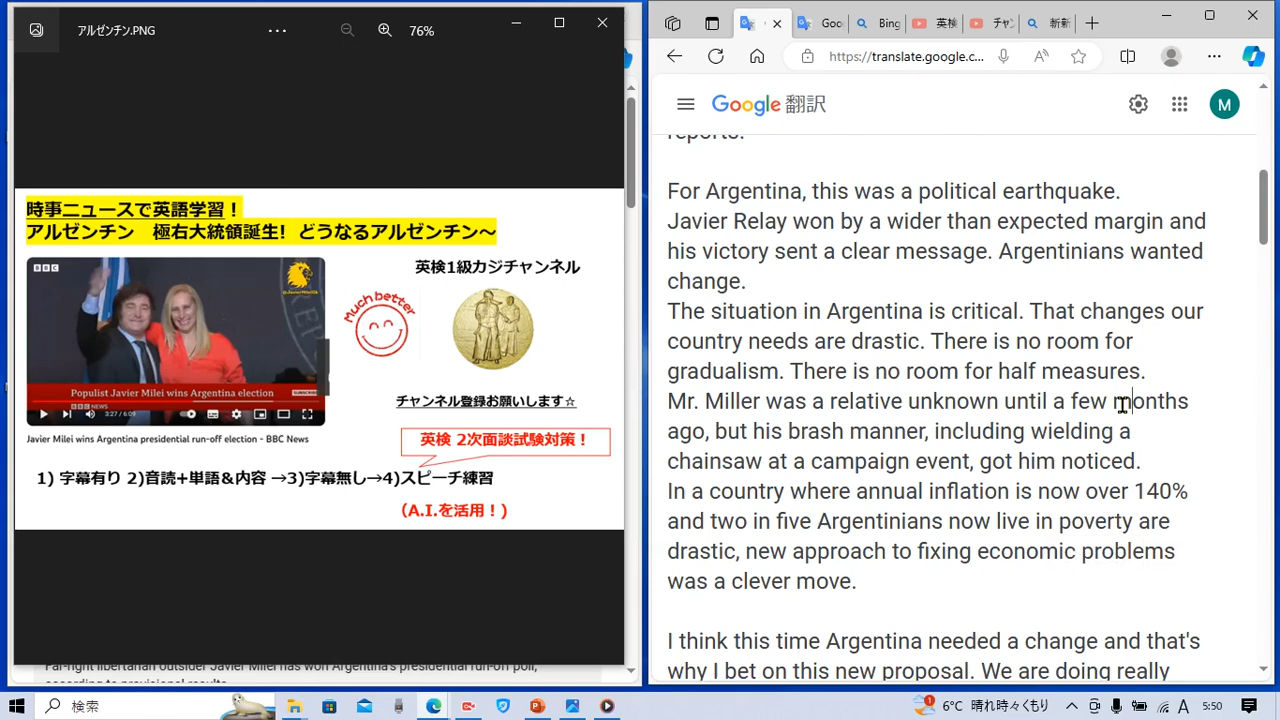 アルゼンチン.PNG
76%
時事ニュースで英語学習！
アルゼンチン　極右大統領誕生!　どうなるアルゼンチン～
英検1級カジチャンネル
BBC
@JavierMileiOk
Much better
Populist Javier Milei wins Argentina election
SUBSCRIBE
BBC NEWS
3:27 / 6:09
Javier Milei wins Argentina presidential run-off election - BBC News
チャンネル登録お願いします☆
英検 2次面談試験対策！
1) 字幕有り 2)音読+単語＆内容 →3)字幕無し→4)スピーチ練習
（A.I.を活用！）
Far-right libertarian outsider Javier Milei has won Argentina's presidential run-off poll,
according to provisional results
Goo
Bing
英検
チャン
新新
https://translate.google.c...
Google 翻訳
M
reports.
For Argentina, this was a political earthquake.
Javier Relay won by a wider than expected margin and
his victory sent a clear message. Argentinians wanted
change.
The situation in Argentina is critical. That changes our
country needs are drastic. There is no room for
gradualism. There is no room for half measures.
Mr. Miller was a relative unknown until a few months
ago, but his brash manner, including wielding a
chainsaw at a campaign event, got him noticed.
In a country where annual inflation is now over 140%
and two in five Argentinians now live in poverty are
drastic, new approach to fixing economic problems
was a clever move.
I think this time Argentina needed a change and that's
why I bet on this new proposal. We are doing really
検索
1
6°C 晴れ時々くもり
A
5:50